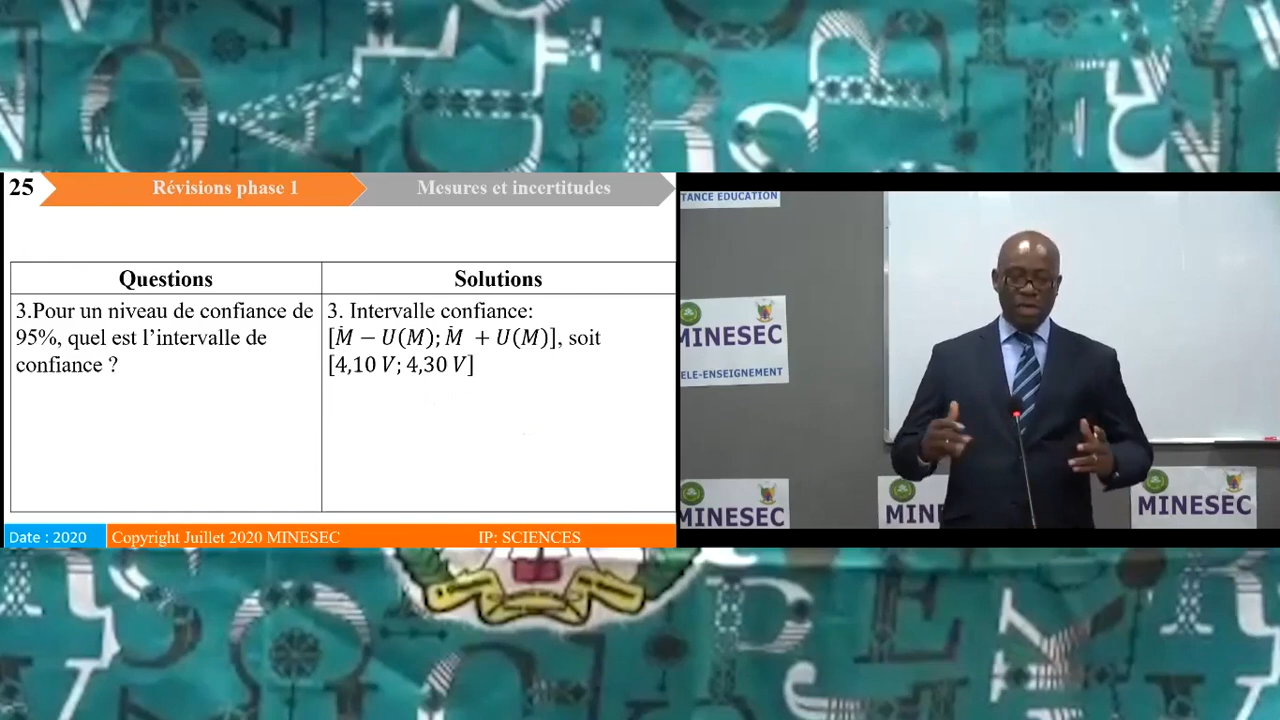 25
Révisions phase 1
Mesures et incertitudes
Questions
Solutions
3.Pour un niveau de confiance de
95%, quel est l’intervalle de
confiance ?
3. Intervalle confiance:
[Ṁ − U(M); Ṁ + U(M)], soit
[4,10 V; 4,30 V]
Date : 2020
Copyright Juillet 2020 MINESEC
IP: SCIENCES
TANCE EDUCATION
MINESEC
ELE-ENSEIGNEMENT
MINESEC
MINE
MINESEC